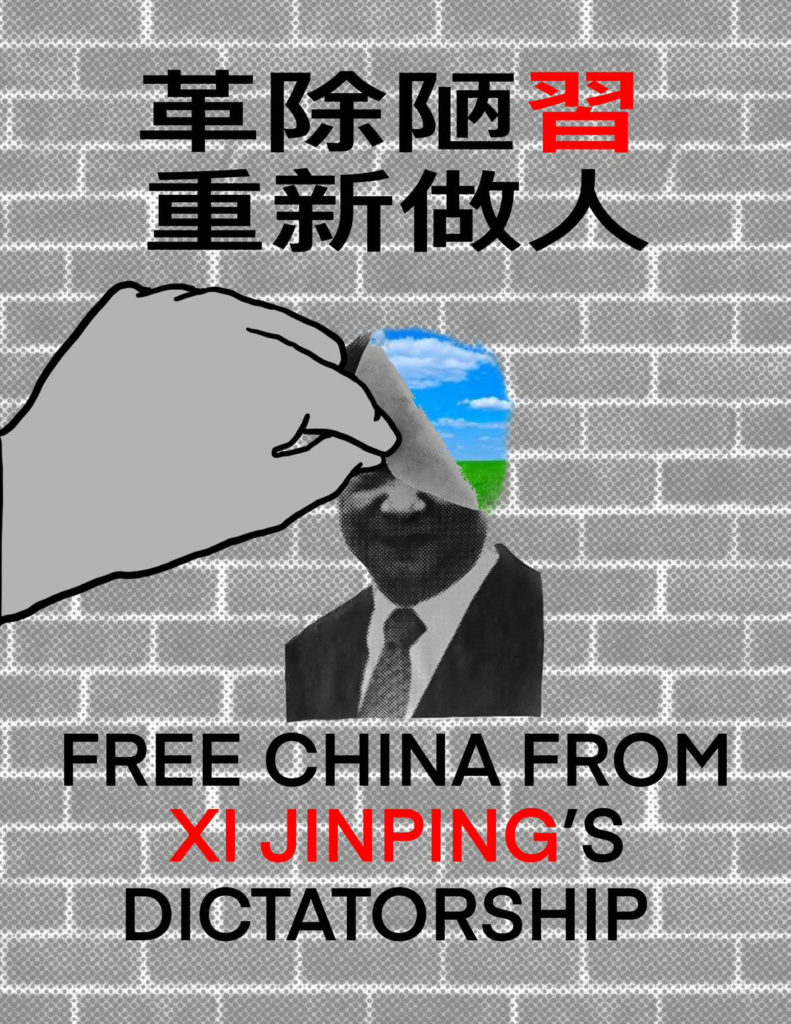 革除陋習
重新做人
FREE CHINA FROM
XI JINPING'S
DICTATORSHIP